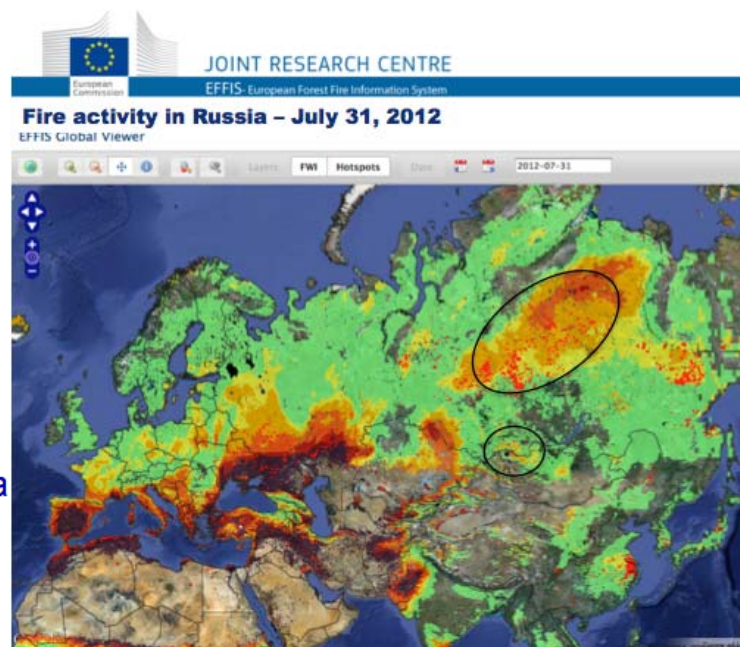 European
Commission
JOINT RESEARCH CENTRE
EFFIS- European Forest Fire Information System
Fire activity in Russia – July 31, 2012
EFFIS Global Viewer
Layers FWI Hotspots Date 2012-07-31
a